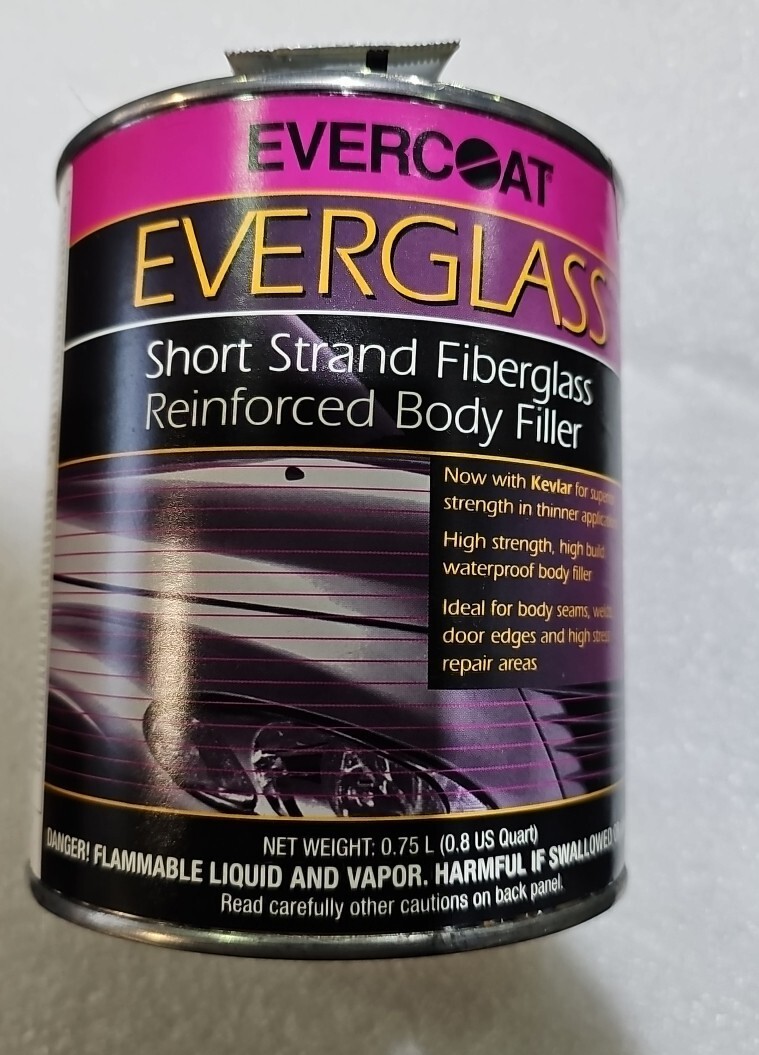 EVERCOAT
EVERGLASS
Short Strand Fiberglass
Reinforced Body Filler
Now with Kevlar for
strength in thinner
High strength, high build
waterproof body filler
Ideal for body seams,
door edges and high stress
repair areas
NET WEIGHT: 0.75 L (0.8 US Quart)
DANGER! FLAMMABLE LIQUID AND VAPOR. HARMFUL IF SWALLOWED
Read carefully other cautions on back panel.